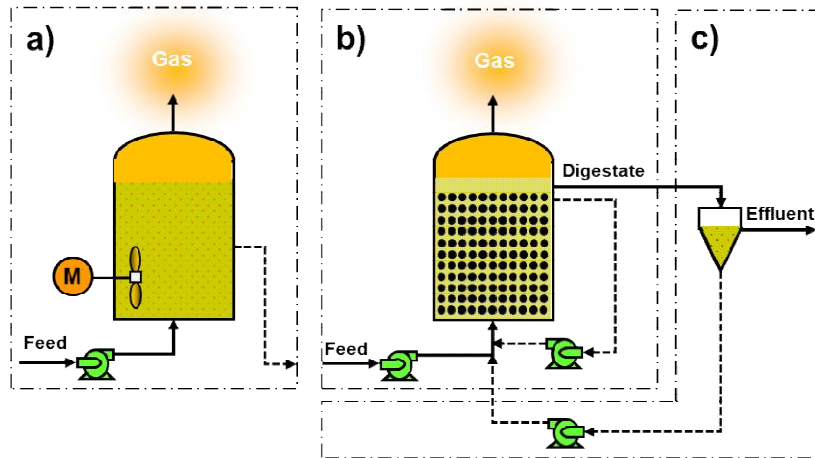 a)
Gas
M
Feed
b)
Gas
Digestate
Feed
c)
Effluent